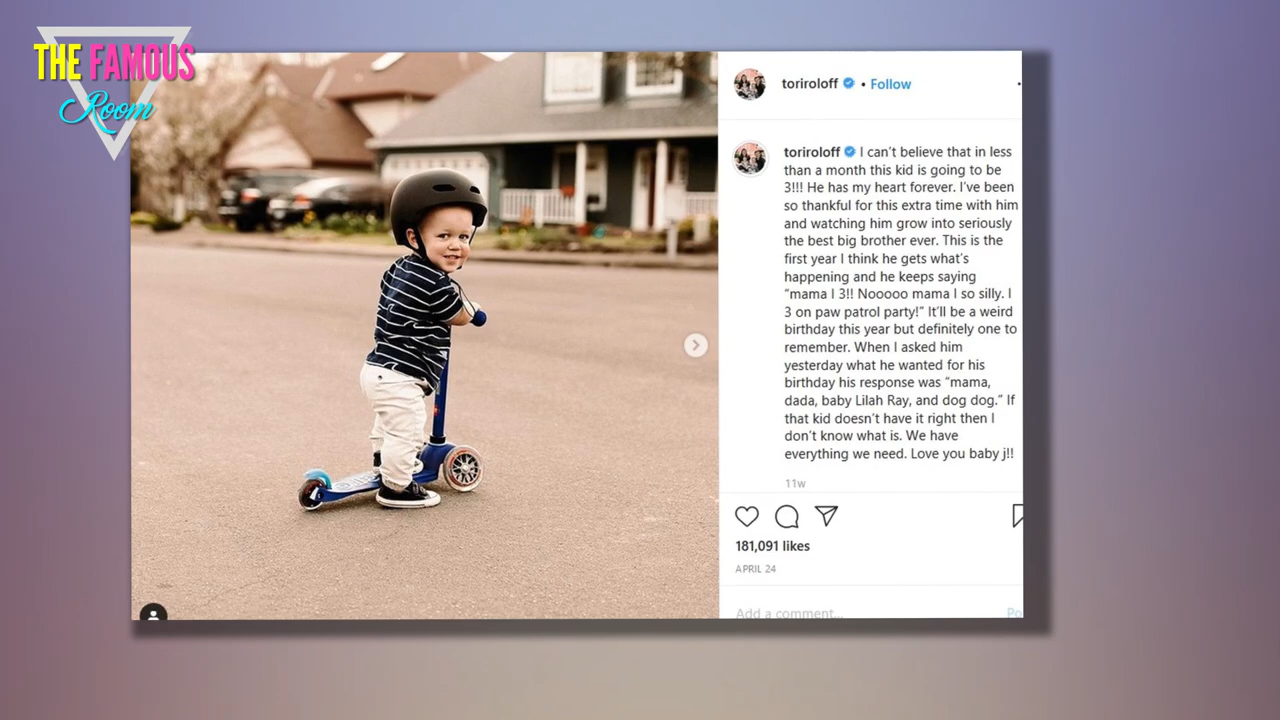 THE FAMOUS
Room
toriroloff • Follow
toriroloff I can't believe that in less
than a month this kid is going to be
3!!! He has my heart forever. I've been
so thankful for this extra time with him
and watching him grow into seriously
the best big brother ever. This is the
first year I think he gets what's
happening and he keeps saying
“mama I 3!! Nooooo mama I so silly. I
3 on paw patrol party!” It'll be a weird
birthday this year but definitely one to
remember. When I asked him
yesterday what he wanted for his
birthday his response was “mama,
dada, baby Lilah Ray, and dog dog.” If
that kid doesn't have it right then I
don't know what is. We have
everything we need. Love you baby j!!
11w
181,091 likes
APRIL 24
Add a comment... Po